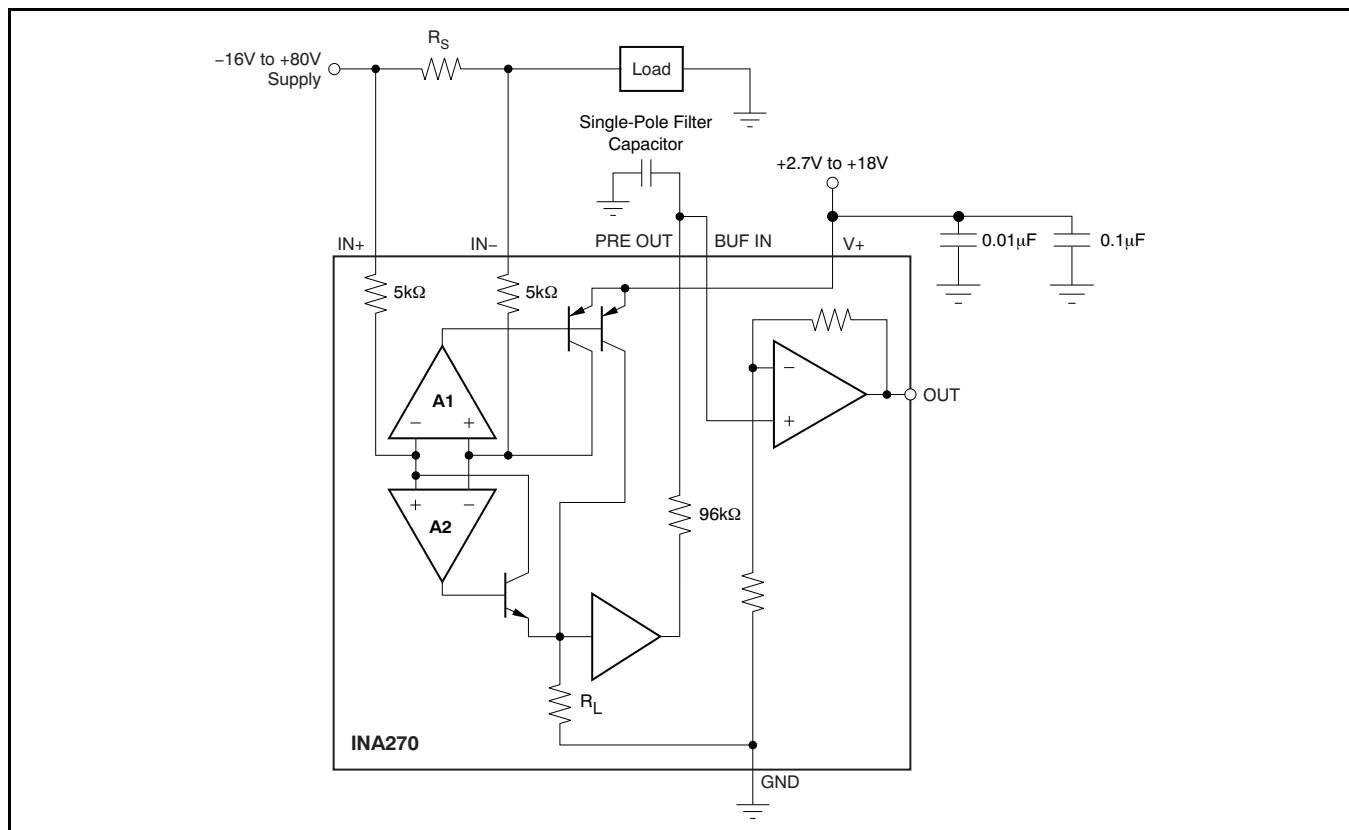 R_S
−16V to +80V
Supply
Load
Single-Pole Filter
Capacitor
+2.7V to +18V
IN+
IN−
PRE OUT
BUF IN
V+
0.01μF
0.1μF
5kΩ
5kΩ
A1
−
+
−
+
OUT
+
−
A2
96kΩ
R_L
INA270
GND